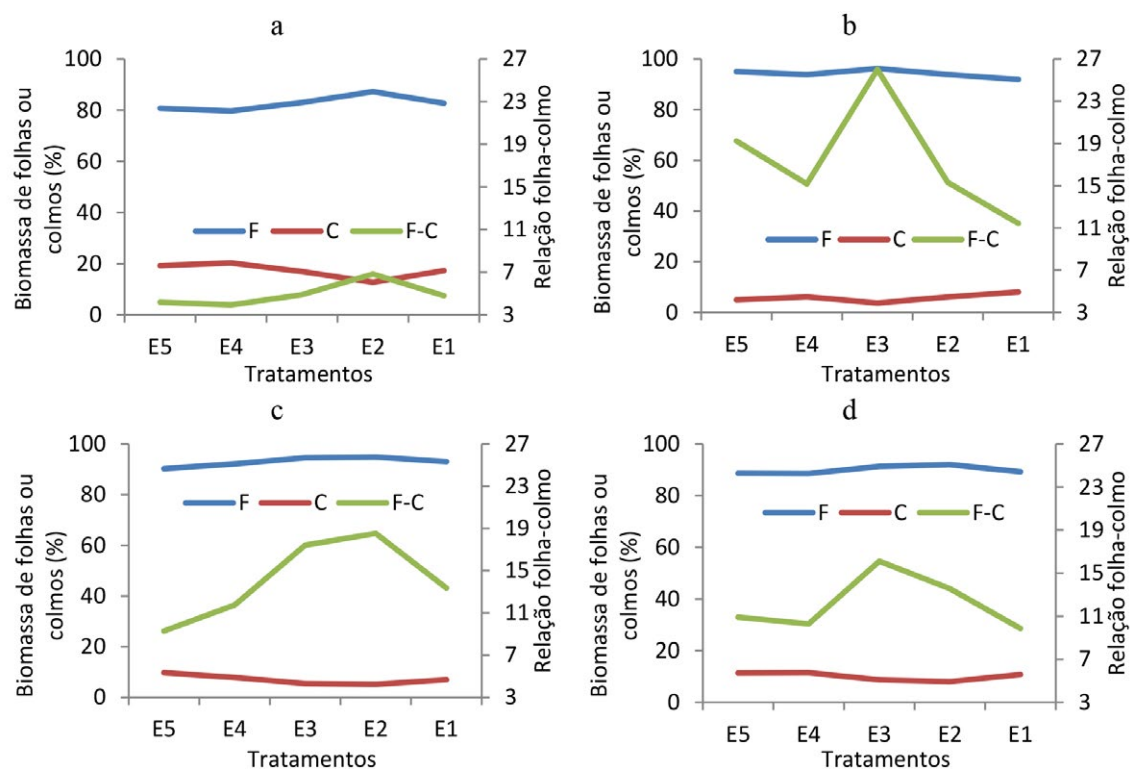 a
Biomassa de folhas ou
colmos (%)
100
80
60
40
20
0
27
23
19
15
11
7
3
Relação folha-colmo
F C F-C
E5 E4 E3 E2 E1
Tratamentos
b
Biomassa de folhas ou
colmos (%)
100
80
60
40
20
0
27
23
19
15
11
7
3
Relação folha-colmo
F C F-C
E5 E4 E3 E2 E1
Tratamentos
c
Biomassa de folhas ou
colmos (%)
100
80
60
40
20
0
27
23
19
15
11
7
3
Relação folha-colmo
F C F-C
E5 E4 E3 E2 E1
Tratamentos
d
Biomassa de folhas ou
colmos (%)
100
80
60
40
20
0
27
23
19
15
11
7
3
Relação folha-colmo
F C F-C
E5 E4 E3 E2 E1
Tratamentos